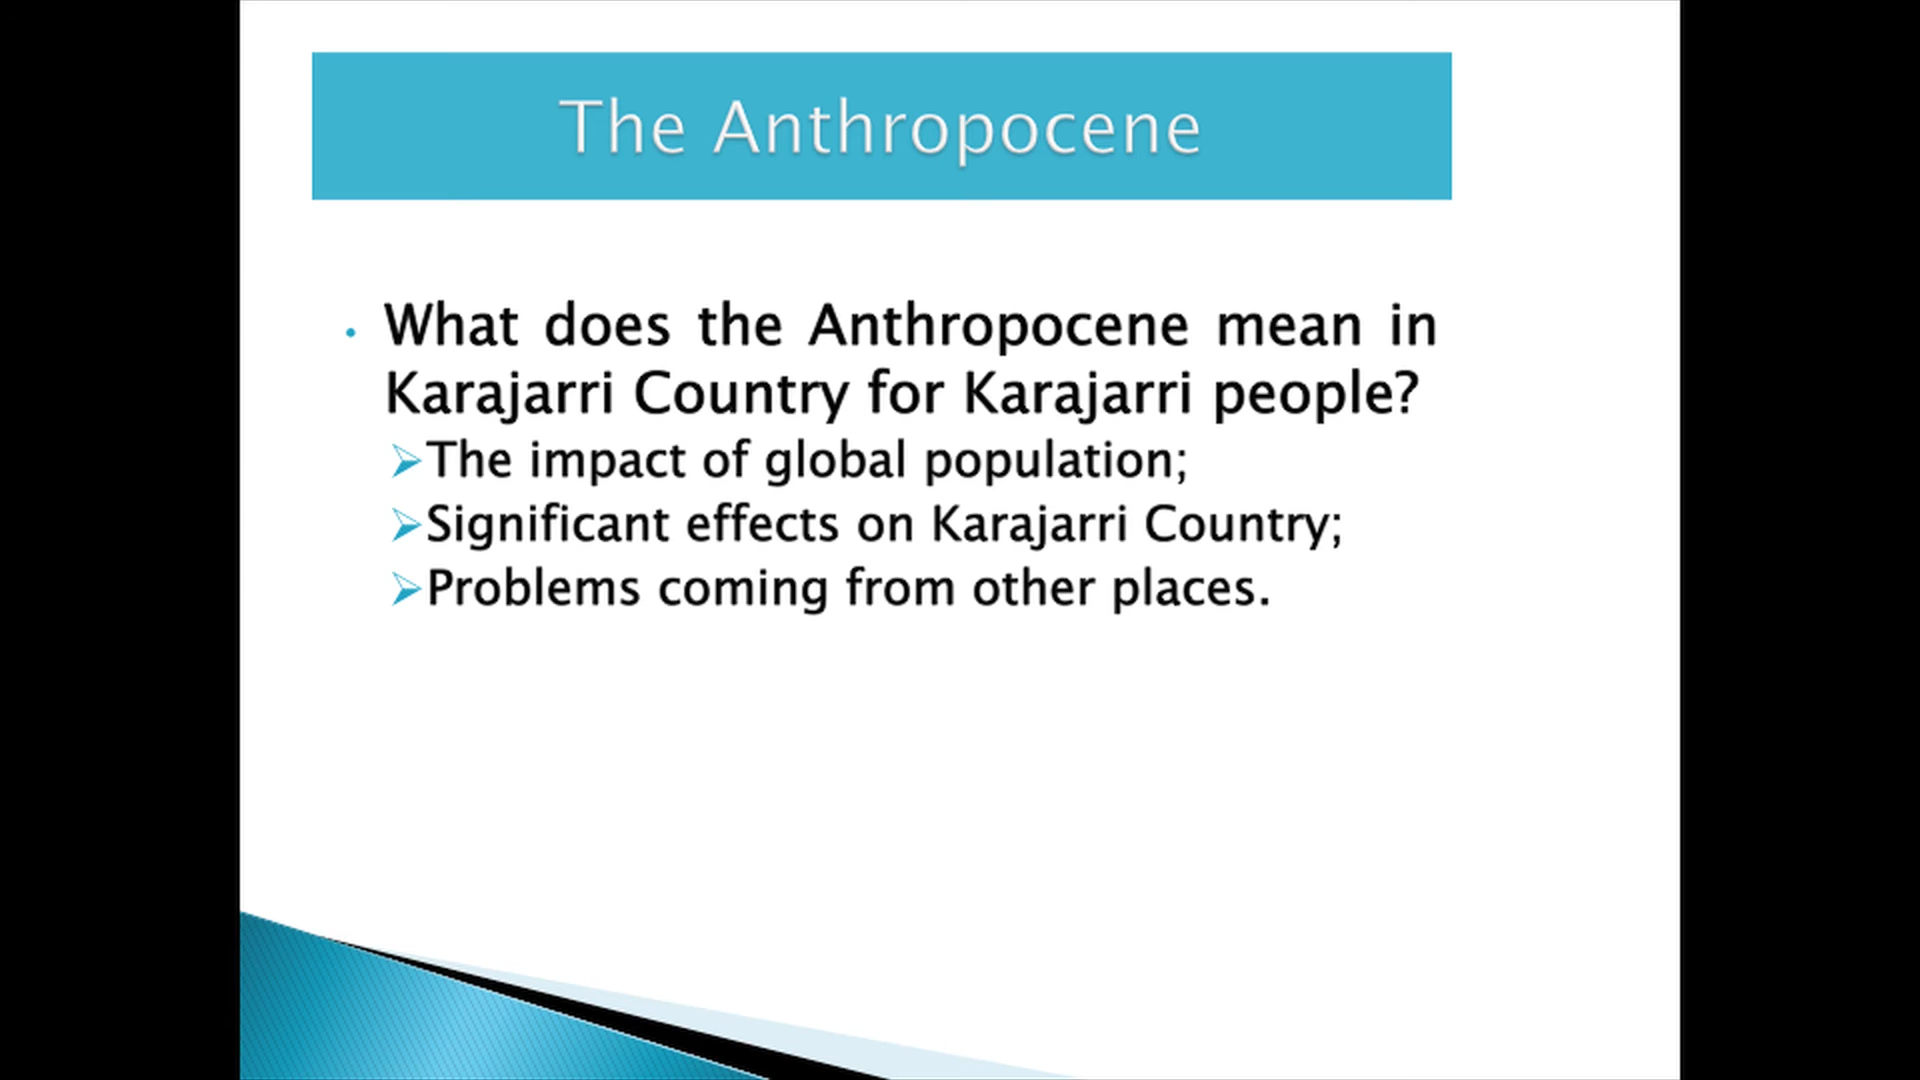 The Anthropocene
• What does the Anthropocene mean in
Karajarri Country for Karajarri people?
➢The impact of global population;
➢Significant effects on Karajarri Country;
➢Problems coming from other places.